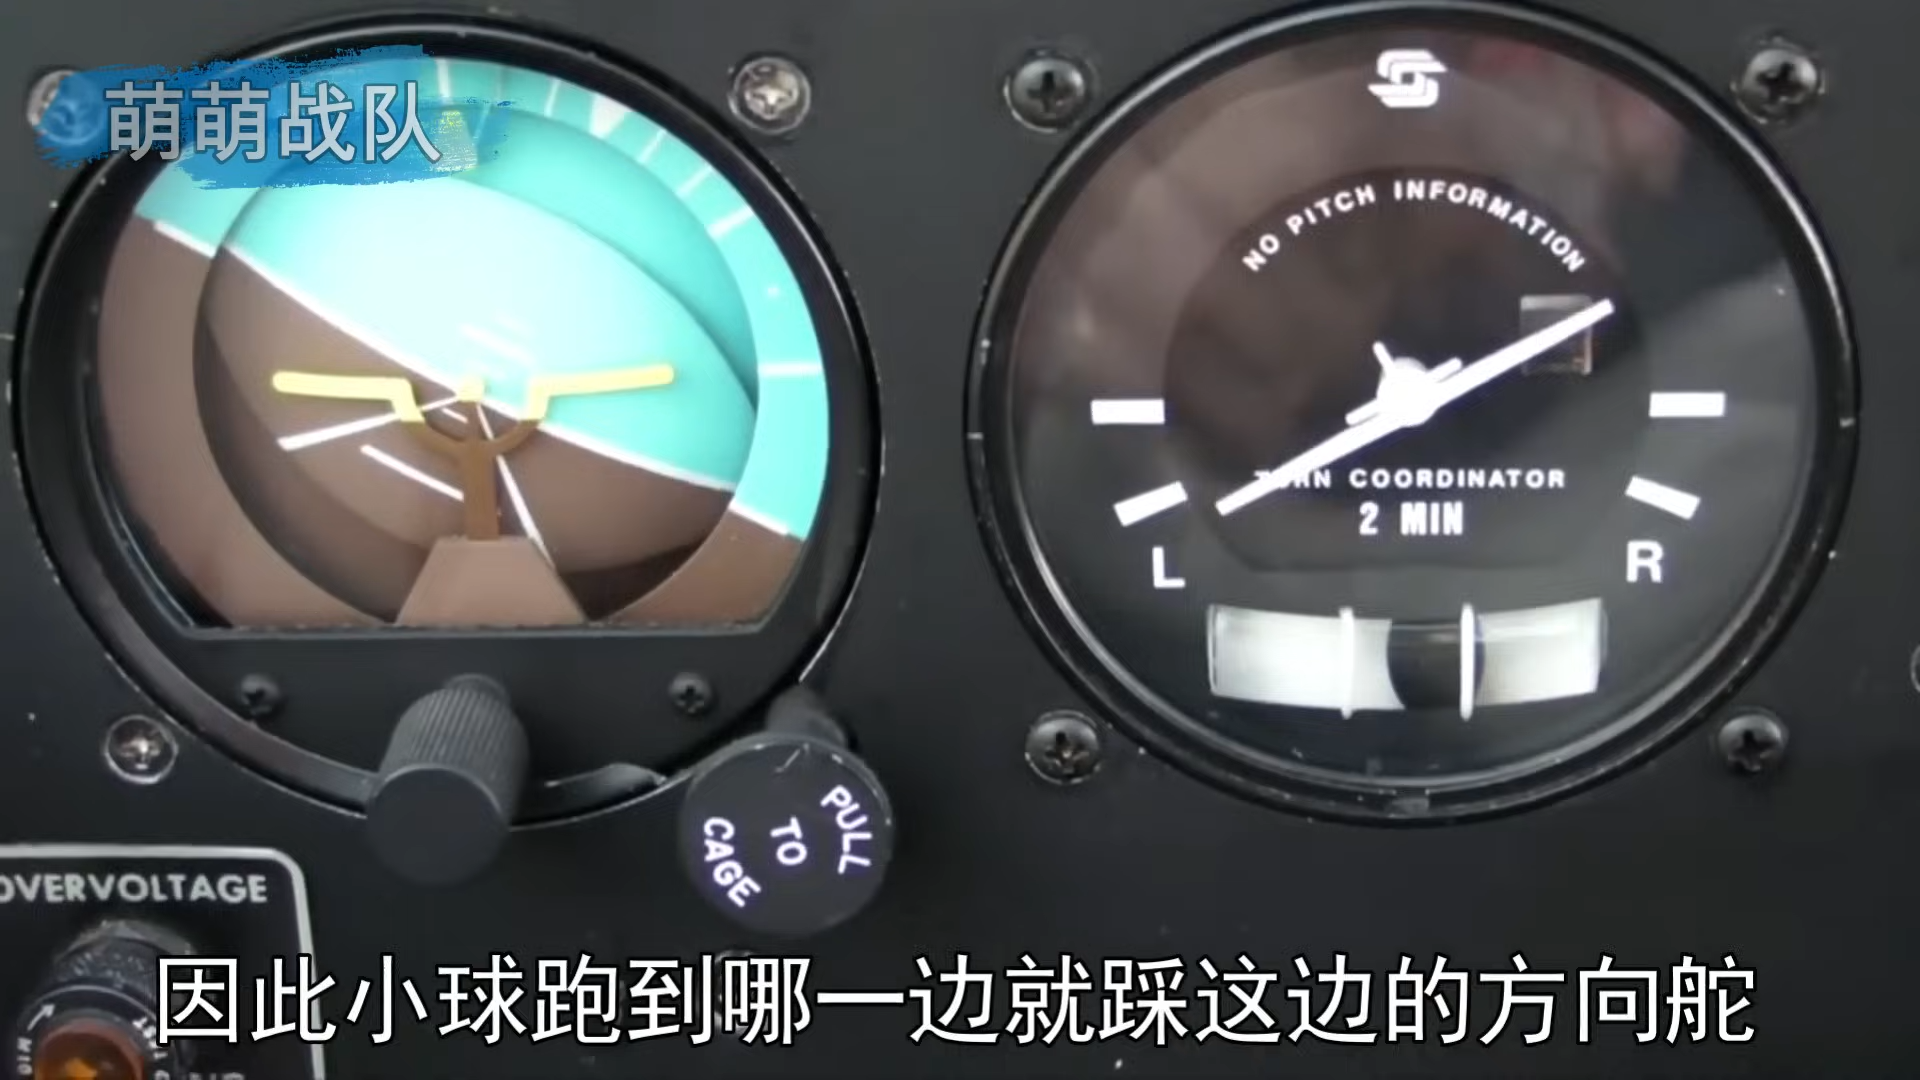 萌萌战队
NO PITCH INFORMATION
TURN COORDINATOR
2 MIN
L
R
PULL
TO
CAGE
OVERVOLTAGE
因此小球跑到哪一边就踩这边的方向舵